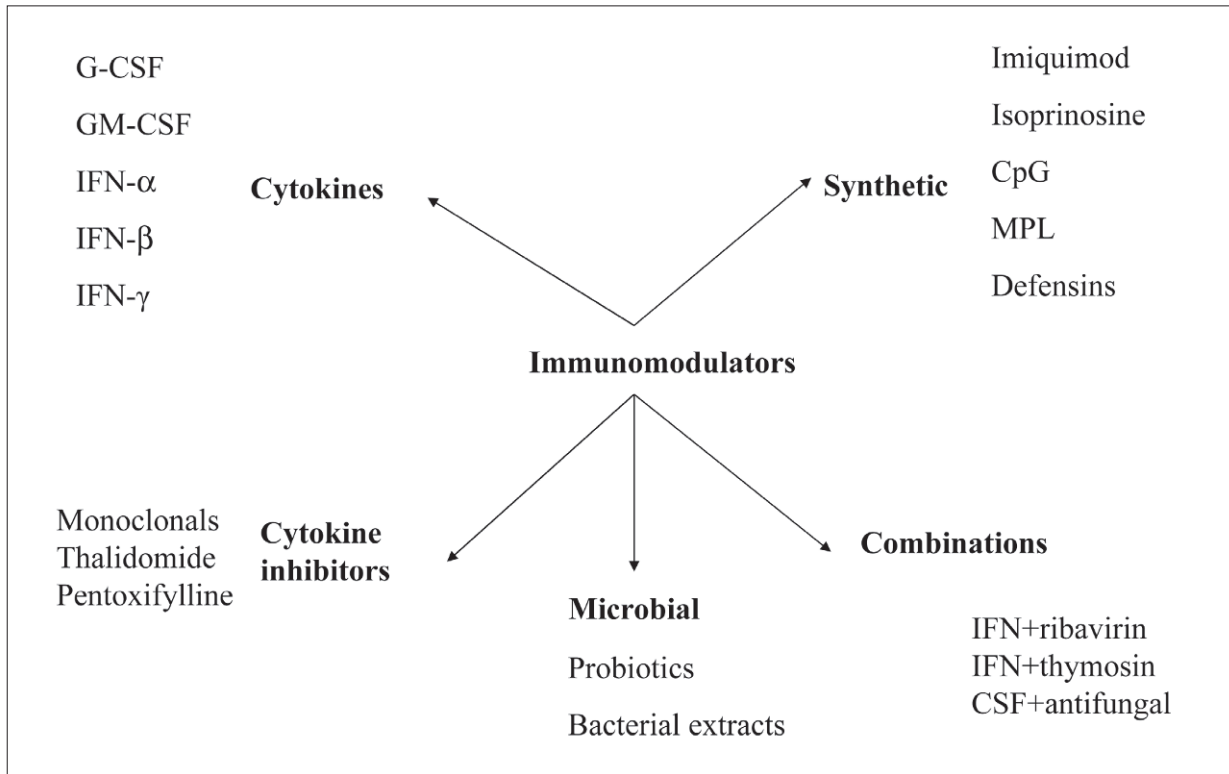 G-CSF
GM-CSF
IFN-α
IFN-β
IFN-γ
Cytokines
Synthetic
Imiquimod
Isoprinosine
CpG
MPL
Defensins
Immunomodulators
Monoclonals
Thalidomide
Pentoxifylline
Cytokine
inhibitors
Microbial
Probiotics
Bacterial extracts
Combinations
IFN+ribavirin
IFN+thymosin
CSF+antifungal